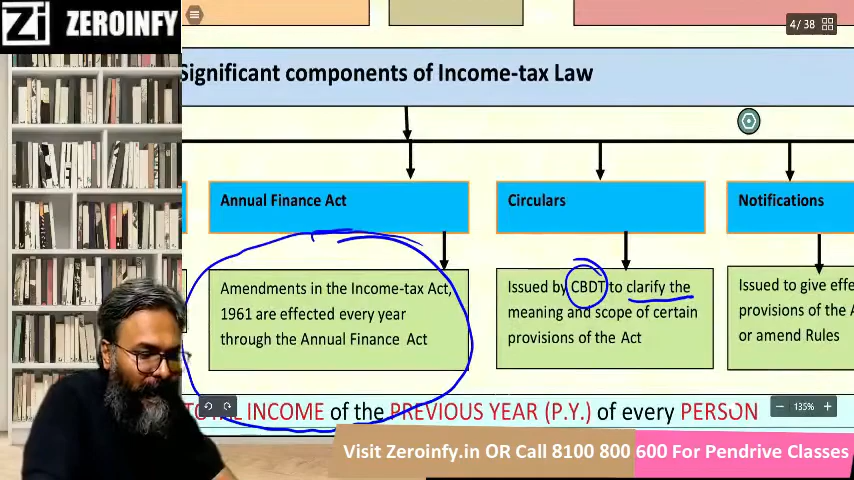 Zi ZEROINFY
4/38
Significant components of Income-tax Law
Annual Finance Act
Circulars
Notifications
Amendments in the Income-tax Act,
1961 are effected every year
through the Annual Finance Act
Issued by CBDT to clarify the
meaning and scope of certain
provisions of the Act
Issued to give effe
provisions of the A
or amend Rules
INCOME of the PREVIOUS YEAR (P.Y.) of every PERSON
135%
Visit Zeroinfy.in OR Call 8100 800 600 For Pendrive Classes